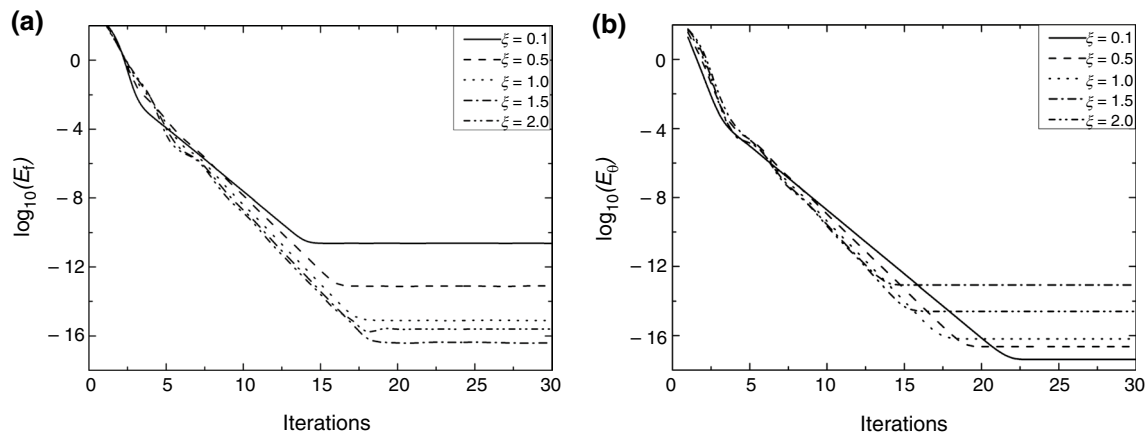 (a)
ξ = 0.1
ξ = 0.5
ξ = 1.0
ξ = 1.5
ξ = 2.0
0
− 4
− 8
− 12
− 16
log10(Ef)
0 5 10 15 20 25 30
Iterations
(b)
ξ = 0.1
ξ = 0.5
ξ = 1.0
ξ = 1.5
ξ = 2.0
0
− 4
− 8
− 12
− 16
log10(Eθ)
0 5 10 15 20 25 30
Iterations